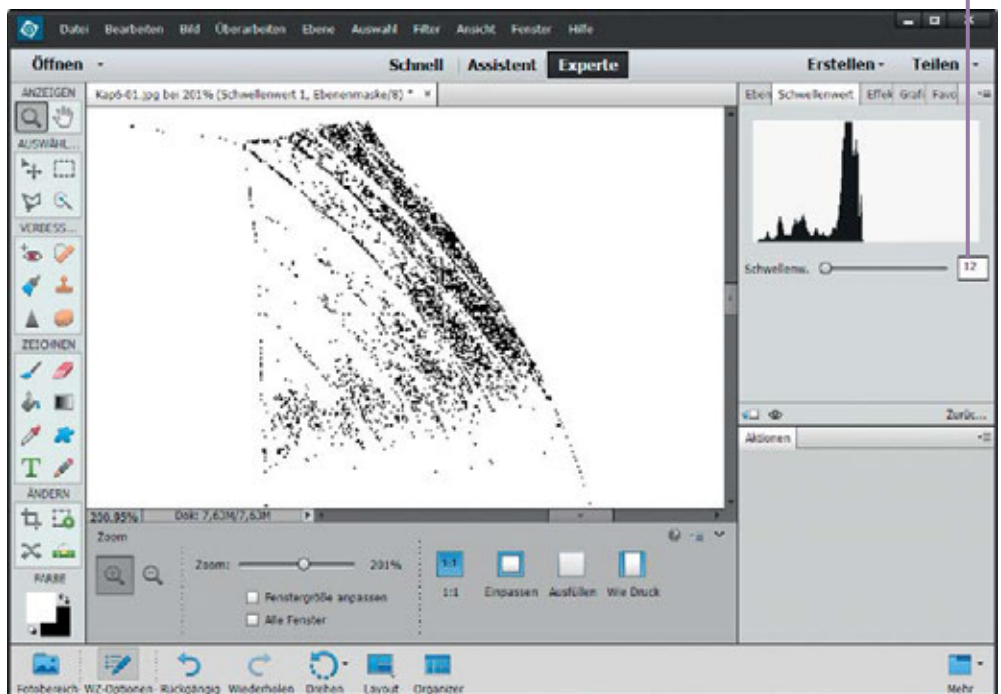 Datei Bearbeiten Bild Überarbeiten Ebene Auswahl Filter Ansicht Fenster Hilfe
Öffnen Schnell Assistent Experte Erstellen Teilen
ANZEIGEN
Kap6-01.jpg bei 201% (Schwellenwert 1, Ebenenmaske/8) * ×
Eben Schwellenwert Effek Grafi Favo
AUSWÄHL...
VERBESS...
Schwellenw. 12
ZEICHNEN
Zurüc...
Aktionen
ÄNDERN
200,95% Dok: 7,63M/7,63M
Zoom
Zoom: 201% 1:1
1:1 Einpassen Ausfüllen Wie Druck
FARBE
Fenstergröße anpassen
Alle Fenster
Fotobereich WZ-Optionen Rückgängig Wiederholen Drehen Layout Organizer Mehr